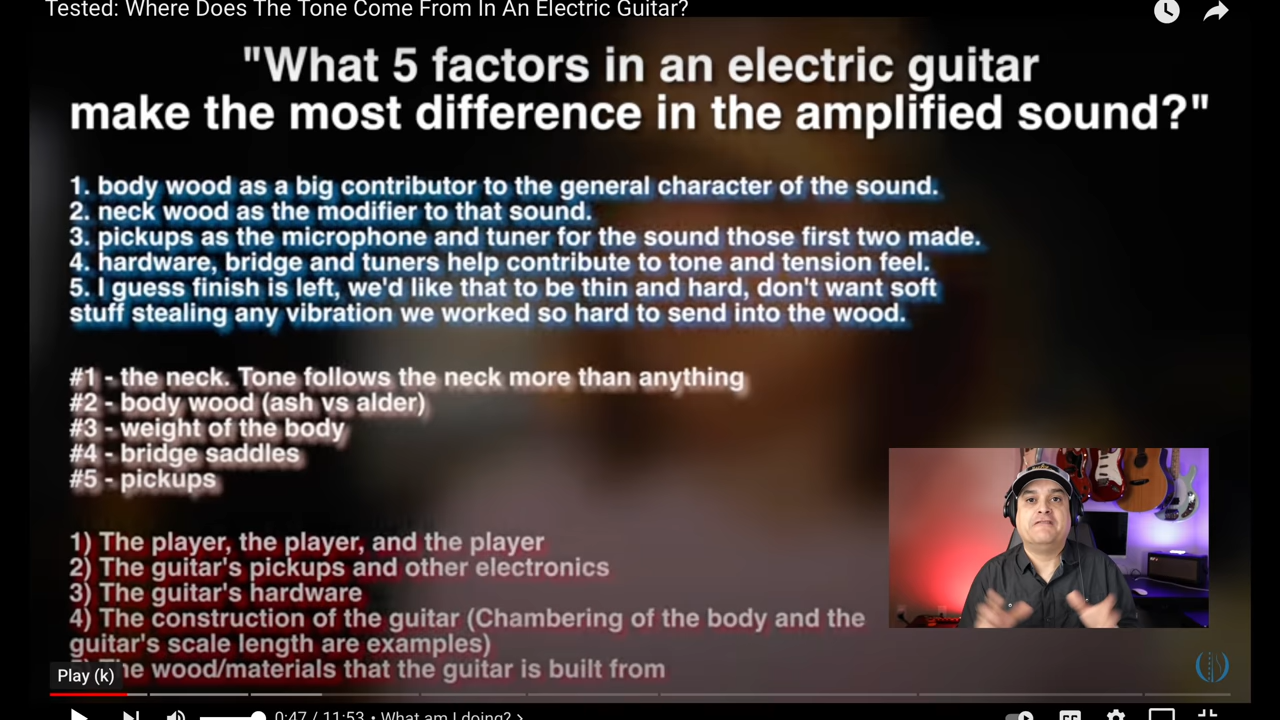 Tested: Where Does The Tone Come From In An Electric Guitar?
"What 5 factors in an electric guitar
make the most difference in the amplified sound?"
1. body wood as a big contributor to the general character of the sound.
2. neck wood as the modifier to that sound.
3. pickups as the microphone and tuner for the sound those first two made.
4. hardware, bridge and tuners help contribute to tone and tension feel.
5. I guess finish is left, we'd like that to be thin and hard, don't want soft
stuff stealing any vibration we worked so hard to send into the wood.
#1 - the neck. Tone follows the neck more than anything
#2 - body wood (ash vs alder)
#3 - weight of the body
#4 - bridge saddles
#5 - pickups
1) The player, the player, and the player
2) The guitar's pickups and other electronics
3) The guitar's hardware
4) The construction of the guitar (Chambering of the body and the
guitar's scale length are examples)
The wood/materials that the guitar is built from
Play (k)
0:47 / 11:53 • What am I doing? >